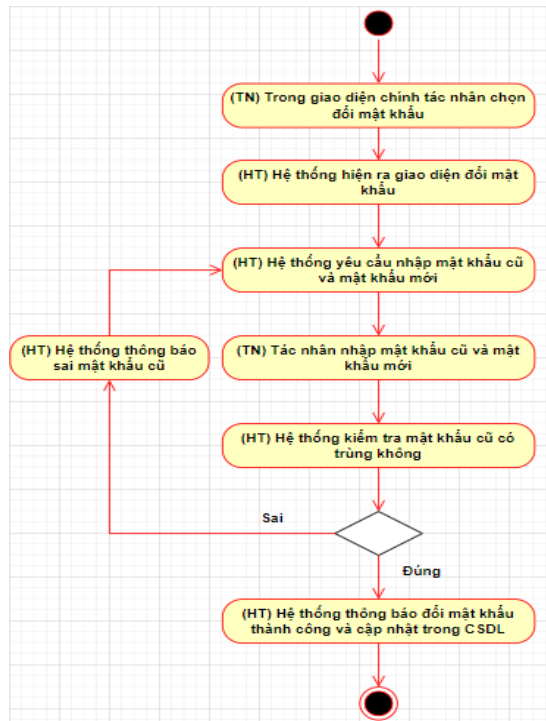 (TN) Trong giao diện chính tác nhân chọn
đổi mật khẩu
(HT) Hệ thống hiện ra giao diện đổi mật
khẩu
(HT) Hệ thống yêu cầu nhập mật khẩu cũ
và mật khẩu mới
(HT) Hệ thống thông báo
sai mật khẩu cũ
(TN) Tác nhân nhập mật khẩu cũ và mật
khẩu mới
(HT) Hệ thống kiểm tra mật khẩu cũ có
trùng không
Sai
Đúng
(HT) Hệ thống thông báo đổi mật khẩu
thành công và cập nhật trong CSDL